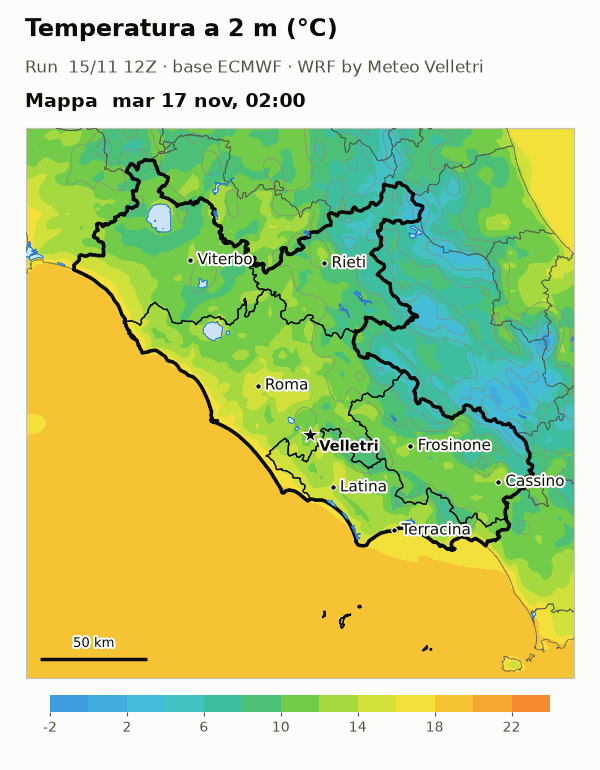 Temperatura a 2 m (°C)
Run  15/11 12Z · base ECMWF · WRF by Meteo Velletri
Mappa  mar 17 nov, 02:00
Viterbo
Rieti
Roma
Velletri
Frosinone
Cassino
Latina
Terracina
50 km
-2 2 6 10 14 18 22